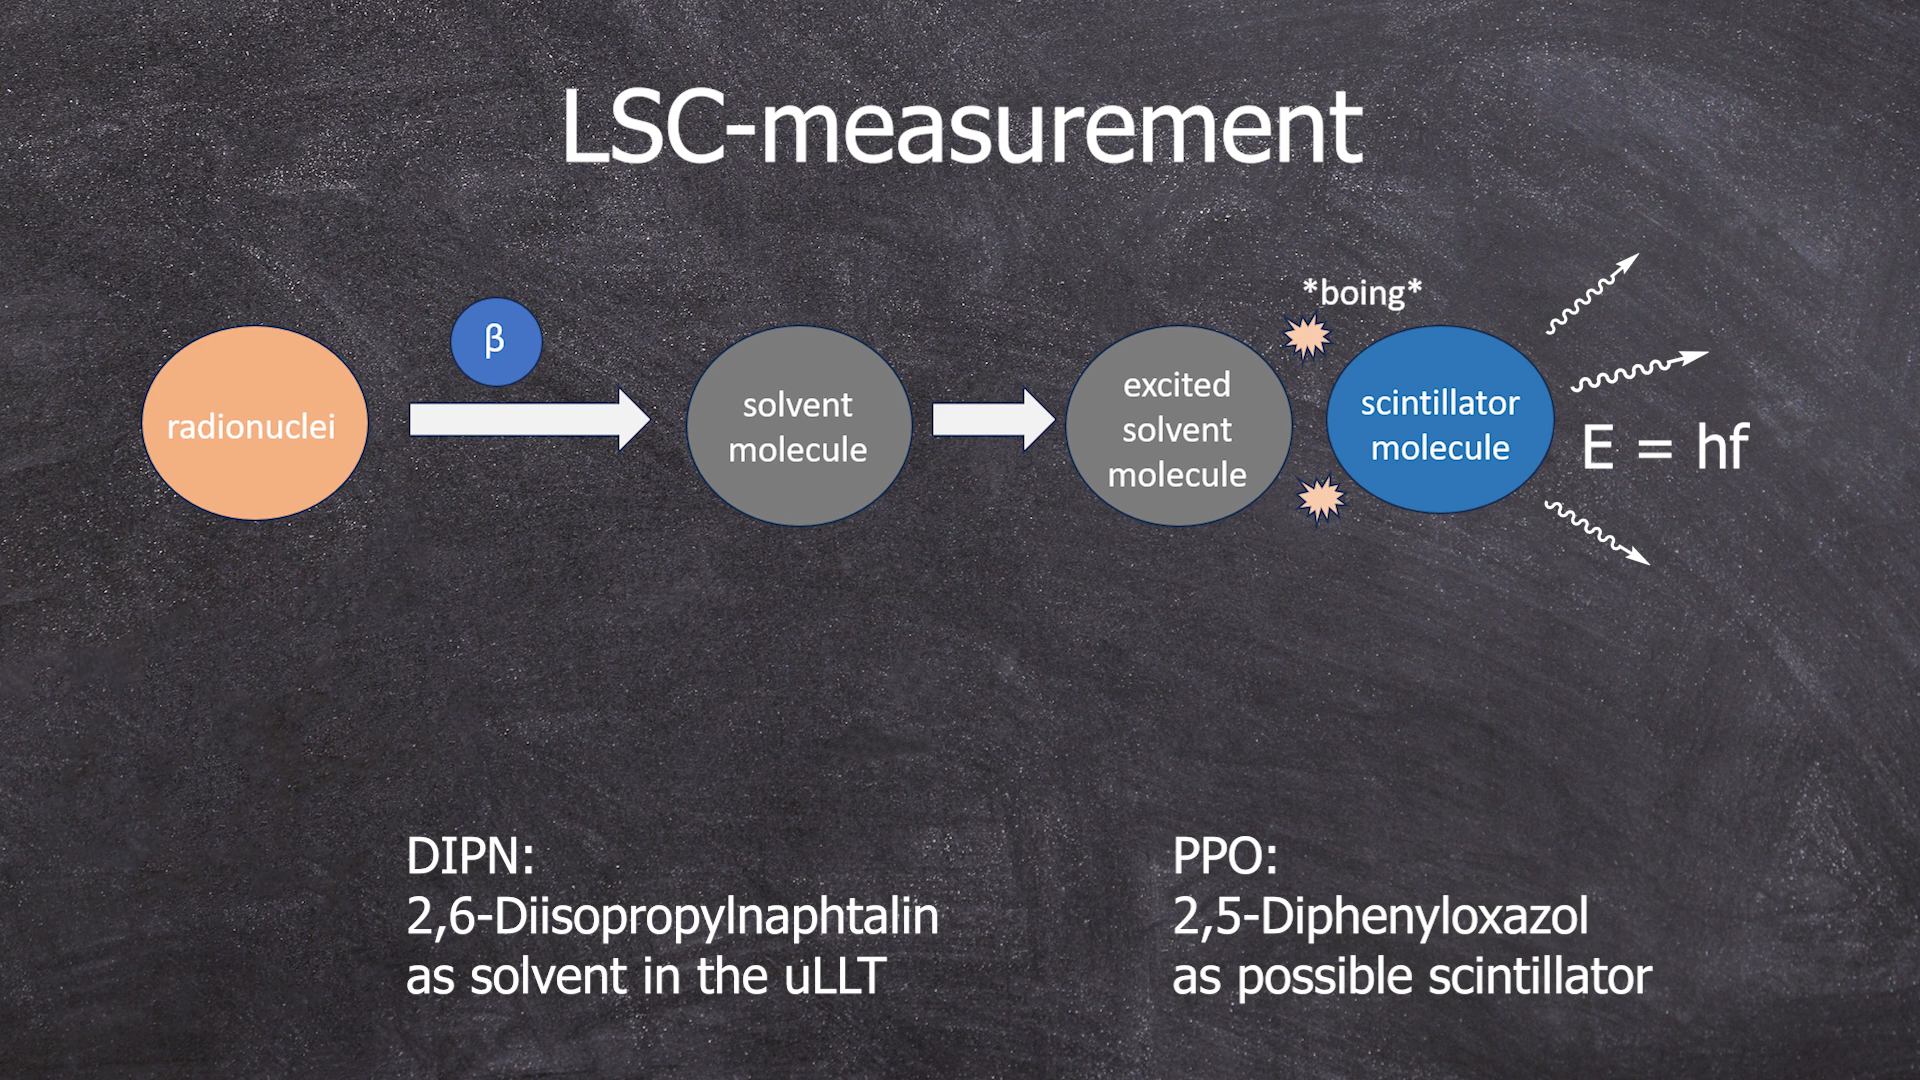 LSC-measurement
*boing*
β
radionuclei
solvent
molecule
excited
solvent
molecule
scintillator
molecule
E = hf
DIPN:
2,6-Diisopropylnaphtalin
as solvent in the uLLT
PPO:
2,5-Diphenyloxazol
as possible scintillator